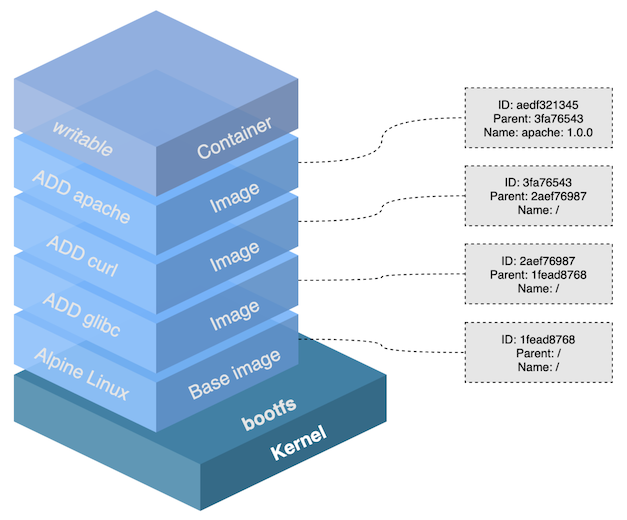 writable
Container
ADD apache
Image
ADD curl
Image
ADD glibc
Image
Alpine Linux
Base image
bootfs
Kernel
ID: aedf321345
Parent: 3fa76543
Name: apache: 1.0.0
ID: 3fa76543
Parent: 2aef76987
Name: /
ID: 2aef76987
Parent: 1fead8768
Name: /
ID: 1fead8768
Parent: /
Name: /